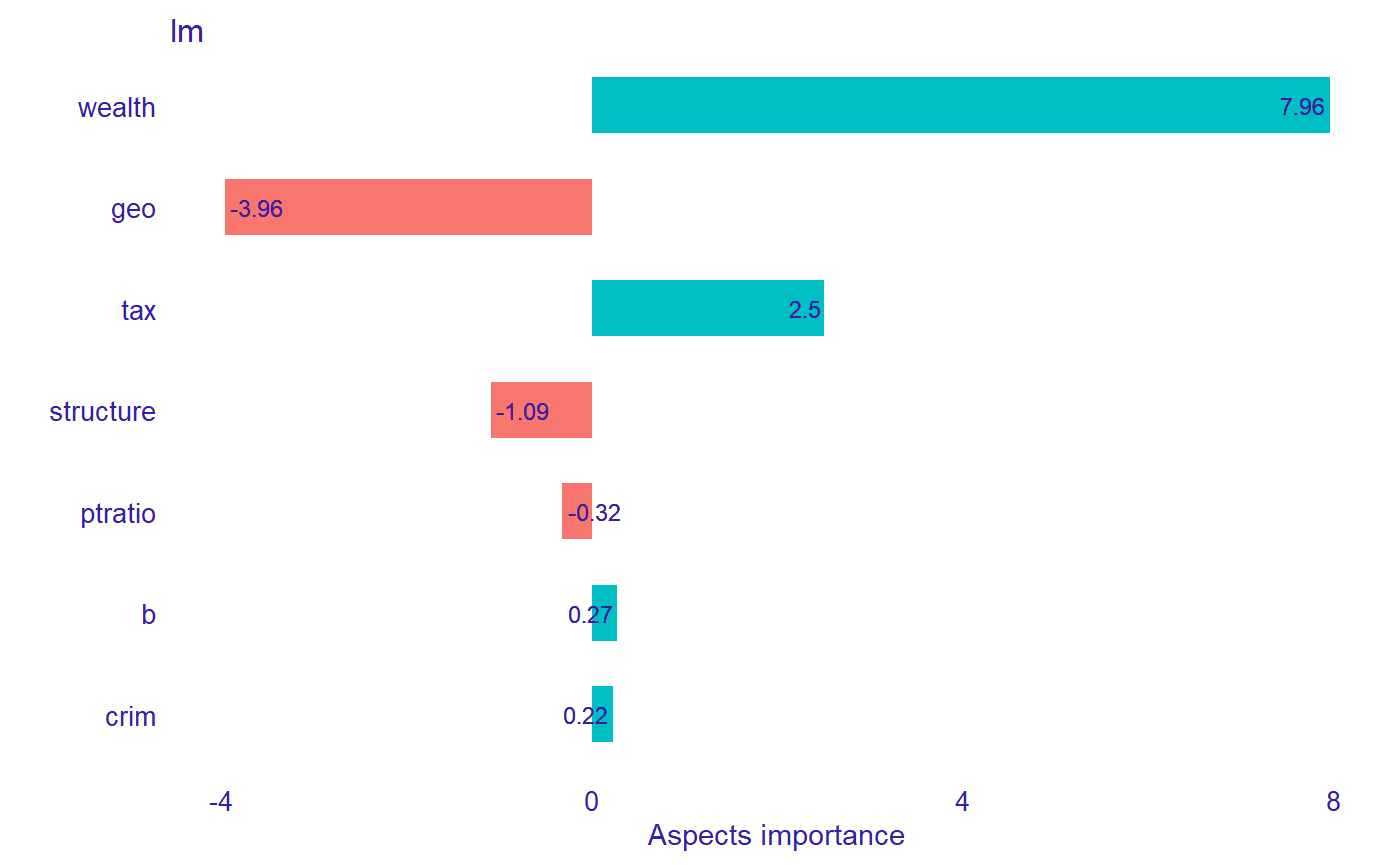 lm
wealth 7.96
geo -3.96
tax 2.5
structure -1.09
ptratio -0.32
b 0.27
crim 0.22
-4 0 4 8
Aspects importance